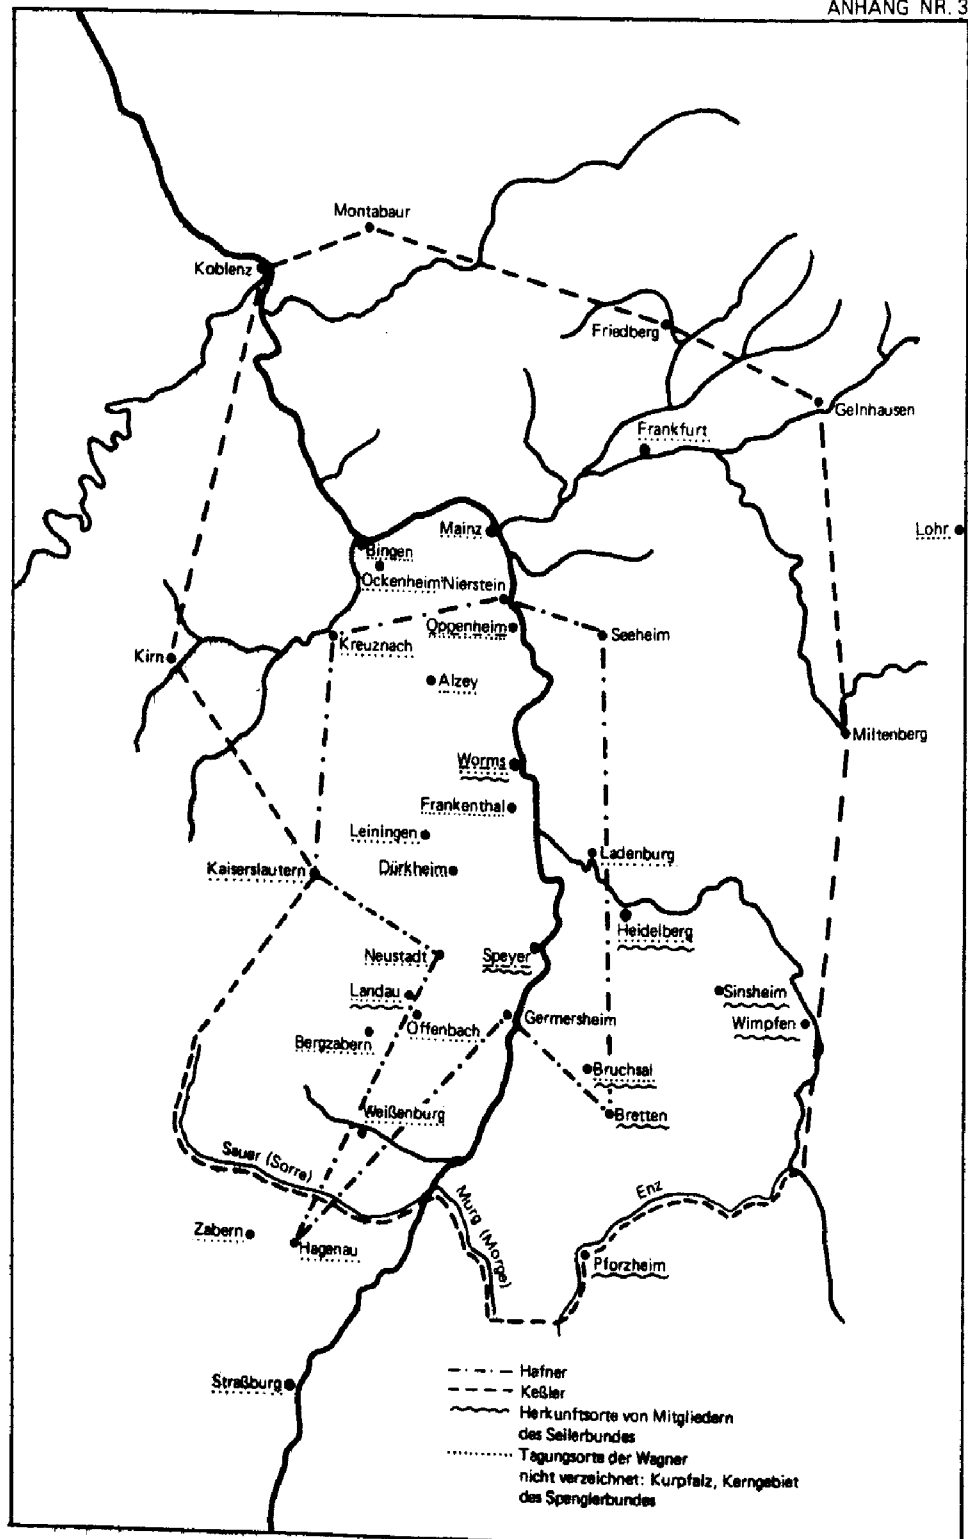 ANHANG NR. 3
Montabaur
Koblenz
Friedberg
Gelnhausen
Frankfurt
Mainz
Lohr
Bingen
Ockenheim Nierstein
Oppenheim
Seeheim
Kreuznach
Kirn
Alzey
Miltenberg
Worms
Frankenthal
Leiningen
Ladenburg
Kaiserslautern
Dürkheim
Heidelberg
Neustadt
Speyer
Landau
Sinsheim
Offenbach
Germersheim
Wimpfen
Bergzabern
Bruchsal
Weißenburg
Bretten
Sauer (Sorre)
Murg (Morge)
Enz
Zabern
Hagenau
Pforzheim
Straßburg
Hafner
Keßler
Herkunftsorte von Mitgliedern
des Seilerbundes
Tagungsorte der Wagner
nicht verzeichnet: Kurpfalz, Kerngebiet
des Spenglerbundes